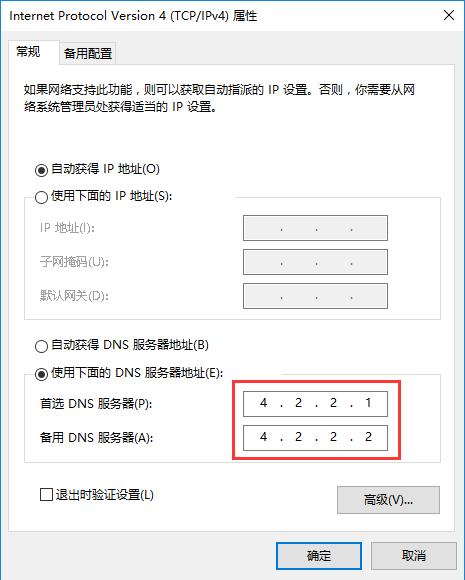 Internet Protocol Version 4 (TCP/IPv4) 属性
常规
备用配置
如果网络支持此功能，则可以获取自动指派的 IP 设置。否则，你需要从网
络系统管理员处获得适当的 IP 设置。
自动获得 IP 地址(O)
使用下面的 IP 地址(S):
IP 地址(I):
. . .
子网掩码(U):
. . .
默认网关(D):
. . .
自动获得 DNS 服务器地址(B)
使用下面的 DNS 服务器地址(E):
首选 DNS 服务器(P):
4 . 2 . 2 . 1
备用 DNS 服务器(A):
4 . 2 . 2 . 2
退出时验证设置(L)
高级(V)...
确定
取消